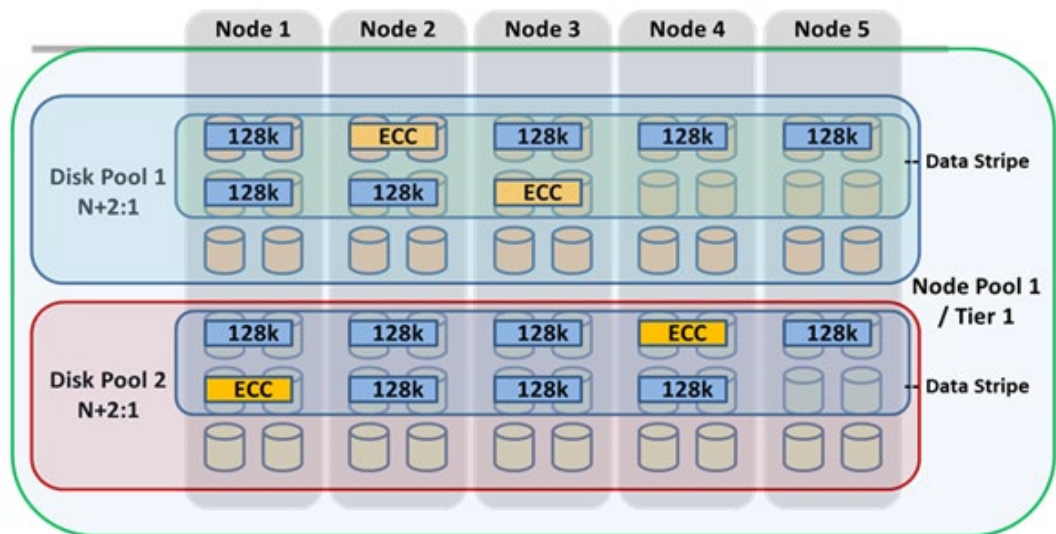 Node 1 Node 2 Node 3 Node 4 Node 5
128k ECC 128k 128k 128k
Data Stripe
Disk Pool 1
N+2:1
128k 128k ECC
Node Pool 1
/ Tier 1
128k 128k 128k ECC 128k
Disk Pool 2
N+2:1
ECC 128k 128k 128k
Data Stripe